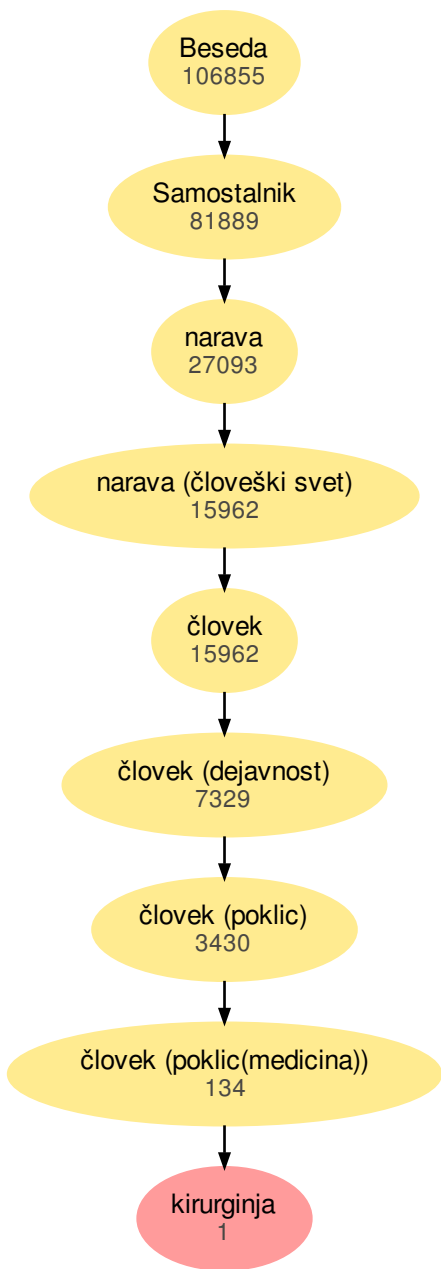 Beseda
106855
Samostalnik
81889
narava
27093
narava (človeški svet)
15962
človek
15962
človek (dejavnost)
7329
človek (poklic)
3430
človek (poklic(medicina))
134
kirurginja
1